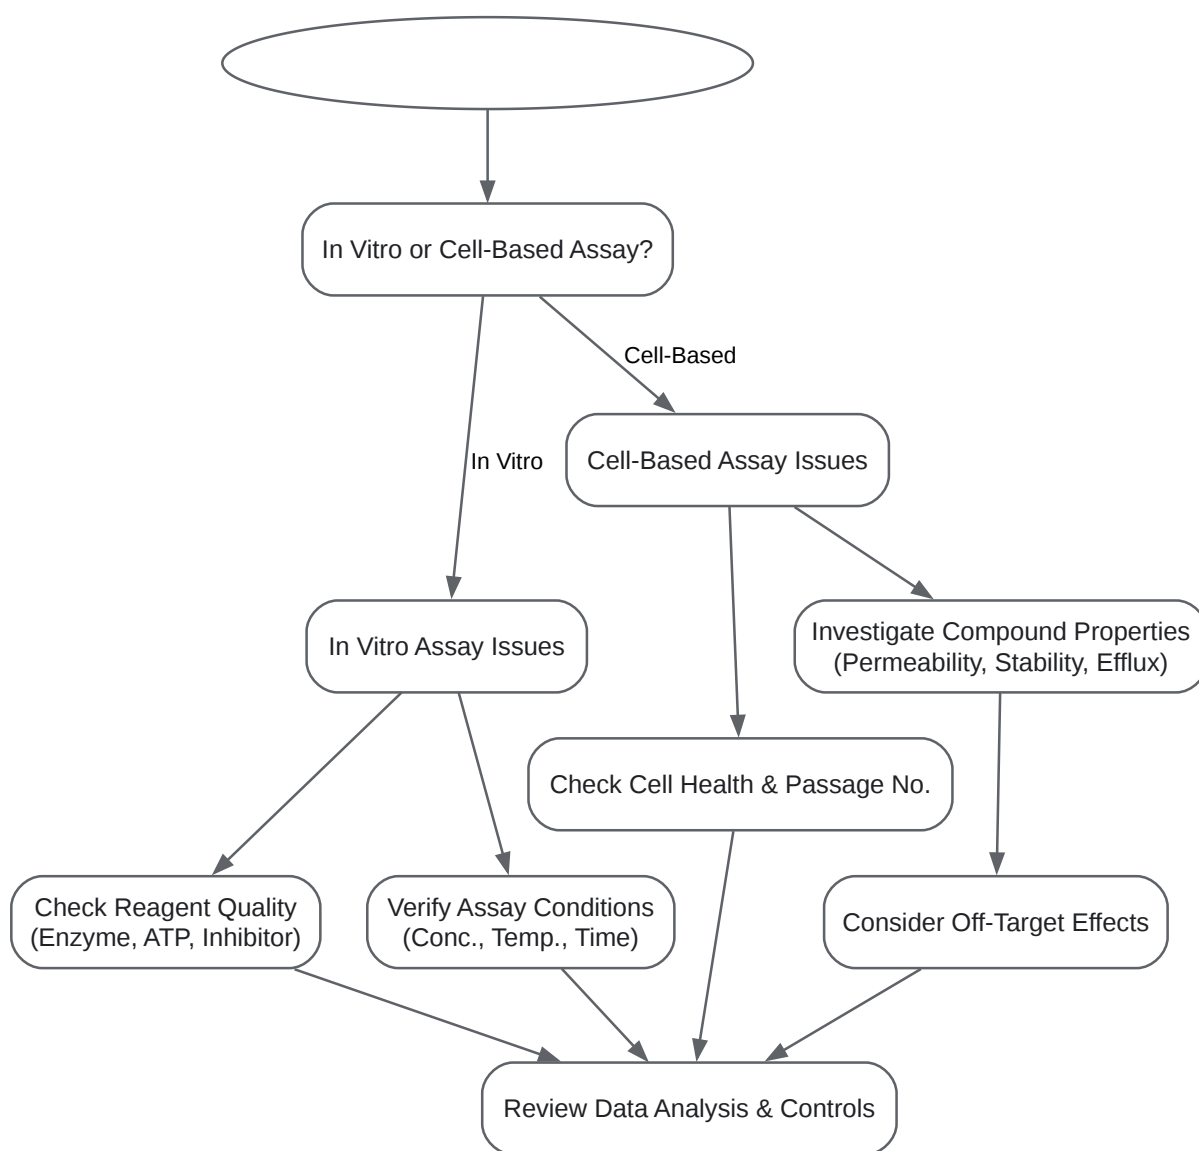 In Vitro or Cell-Based Assay?
Cell-Based
In Vitro
Cell-Based Assay Issues
In Vitro Assay Issues
Investigate Compound Properties
(Permeability, Stability, Efflux)
Check Cell Health & Passage No.
Check Reagent Quality
(Enzyme, ATP, Inhibitor)
Verify Assay Conditions
(Conc., Temp., Time)
Consider Off-Target Effects
Review Data Analysis & Controls